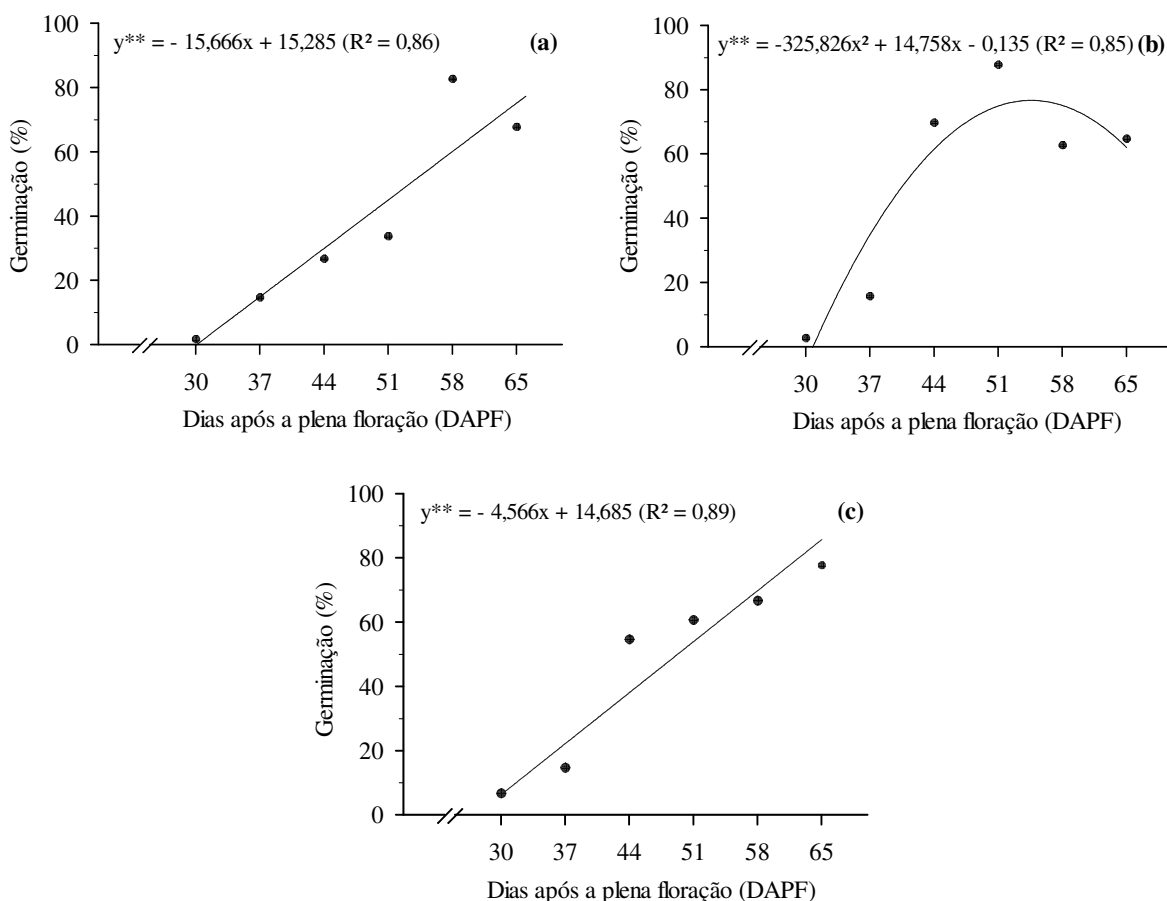 y** = - 15,666x + 15,285 (R² = 0,86)
(a)
100
80
60
40
20
0
Germinação (%)
30 37 44 51 58 65
Dias após a plena floração (DAPF)
y** = -325,826x² + 14,758x - 0,135 (R² = 0,85) (b)
100
80
60
40
20
0
Germinação (%)
30 37 44 51 58 65
Dias após a plena floração (DAPF)
y** = - 4,566x + 14,685 (R² = 0,89)
(c)
100
80
60
40
20
0
Germinação (%)
30 37 44 51 58 65
Dias após a plena floração (DAPF)